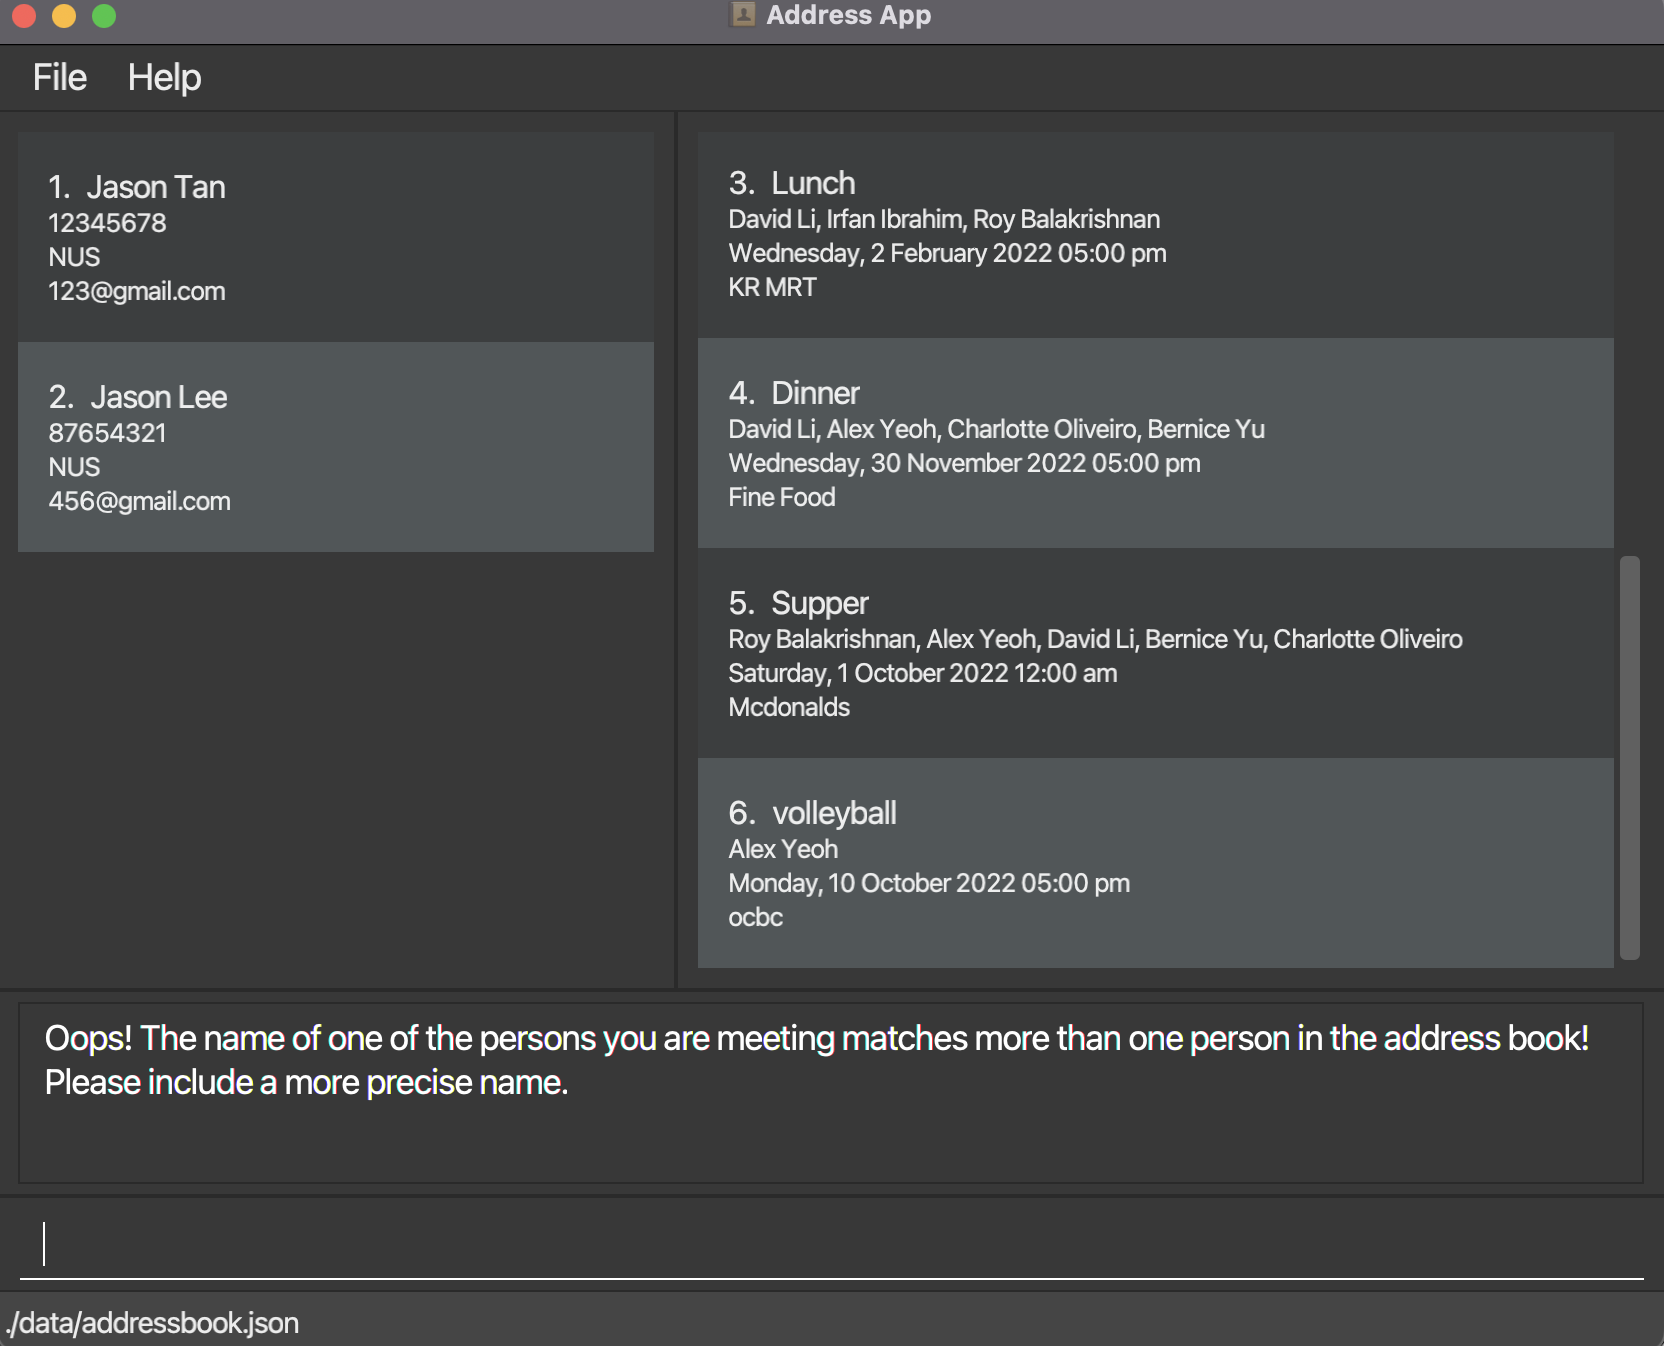 Address App
File Help
1. Jason Tan
12345678
NUS
123@gmail.com
2. Jason Lee
87654321
NUS
456@gmail.com
3. Lunch
David Li, Irfan Ibrahim, Roy Balakrishnan
Wednesday, 2 February 2022 05:00 pm
KR MRT
4. Dinner
David Li, Alex Yeoh, Charlotte Oliveiro, Bernice Yu
Wednesday, 30 November 2022 05:00 pm
Fine Food
5. Supper
Roy Balakrishnan, Alex Yeoh, David Li, Bernice Yu, Charlotte Oliveiro
Saturday, 1 October 2022 12:00 am
Mcdonalds
6. volleyball
Alex Yeoh
Monday, 10 October 2022 05:00 pm
ocbc
Oops! The name of one of the persons you are meeting matches more than one person in the address book!
Please include a more precise name.
./data/addressbook.json